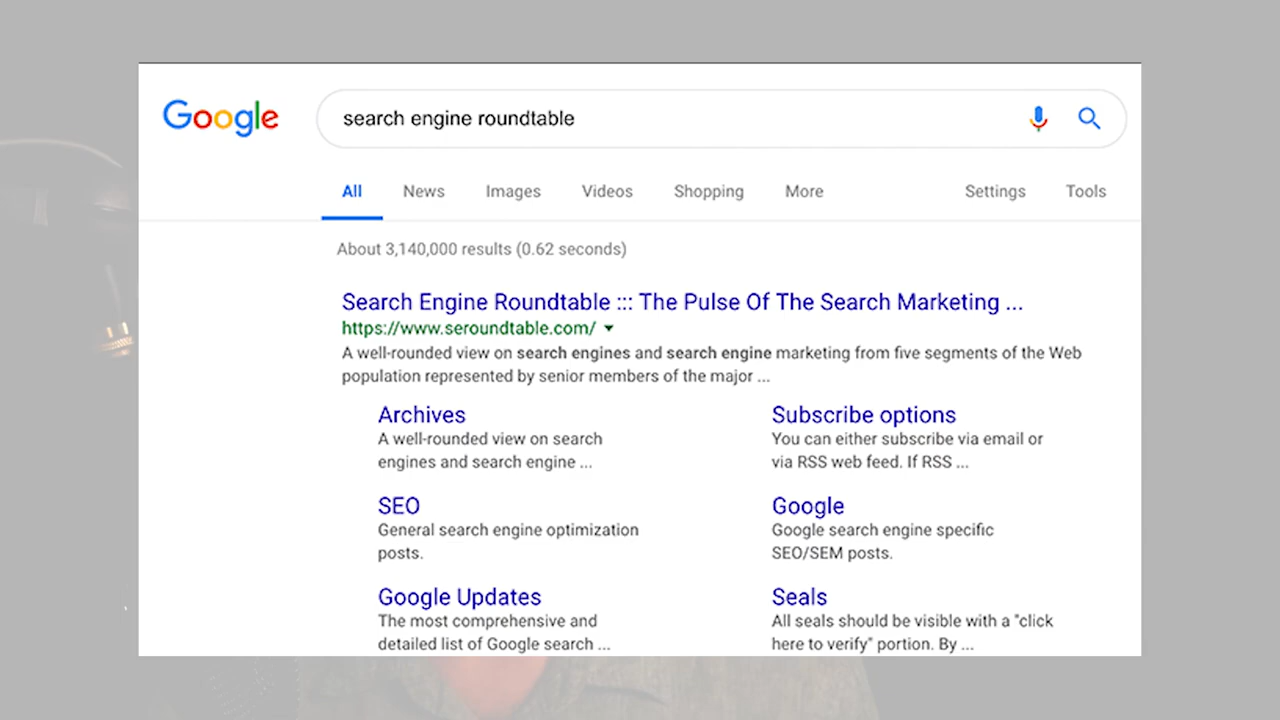 Google
search engine roundtable
All News Images Videos Shopping More Settings Tools
About 3,140,000 results (0.62 seconds)
Search Engine Roundtable ::: The Pulse Of The Search Marketing ...
https://www.seroundtable.com/
A well-rounded view on search engines and search engine marketing from five segments of the Web
population represented by senior members of the major ...
Archives
A well-rounded view on search
engines and search engine ...
Subscribe options
You can either subscribe via email or
via RSS web feed. If RSS ...
SEO
General search engine optimization
posts.
Google
Google search engine specific
SEO/SEM posts.
Google Updates
The most comprehensive and
detailed list of Google search ...
Seals
All seals should be visible with a "click
here to verify" portion. By ...